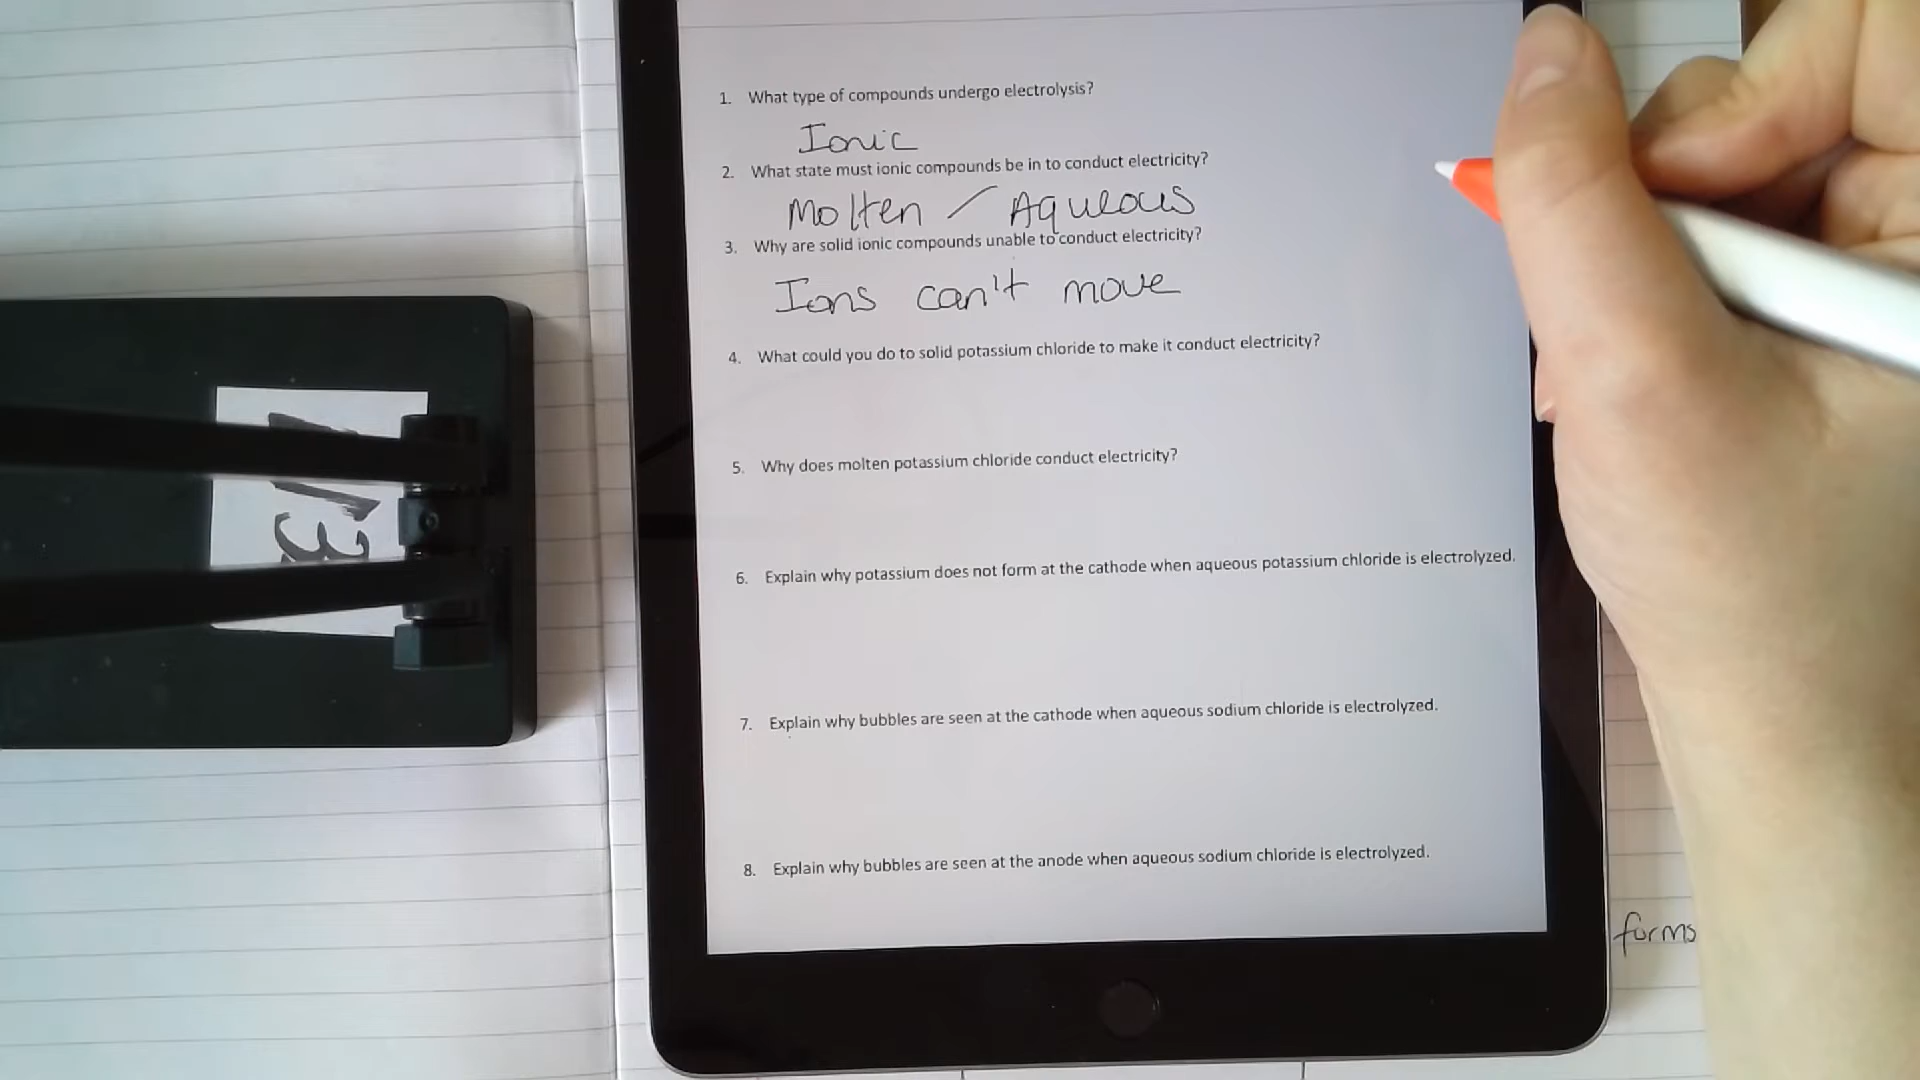 1. What type of compounds undergo electrolysis?
Ionic
2. What state must ionic compounds be in to conduct electricity?
Molten / Aqueous
3. Why are solid ionic compounds unable to conduct electricity?
Ions can't move
4. What could you do to solid potassium chloride to make it conduct electricity?
5. Why does molten potassium chloride conduct electricity?
6. Explain why potassium does not form at the cathode when aqueous potassium chloride is electrolyzed.
7. Explain why bubbles are seen at the cathode when aqueous sodium chloride is electrolyzed.
8. Explain why bubbles are seen at the anode when aqueous sodium chloride is electrolyzed.
forms